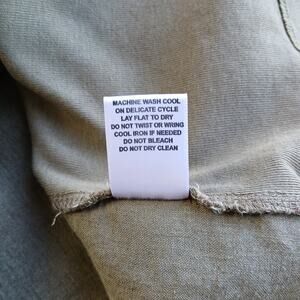 MACHINE WASH COOL
ON DELICATE CYCLE
LAY FLAT TO DRY
DO NOT TWIST OR WRING
COOL IRON IF NEEDED
DO NOT BLEACH
DO NOT DRY CLEAN